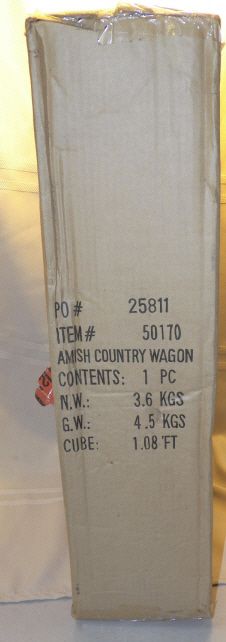 PO # 25811
ITEM # 50170
AMISH COUNTRY WAGON
CONTENTS: 1 PC
N.W.: 3.6 KGS
G.W.: 4.5 KGS
CUBE: 1.08 'FT